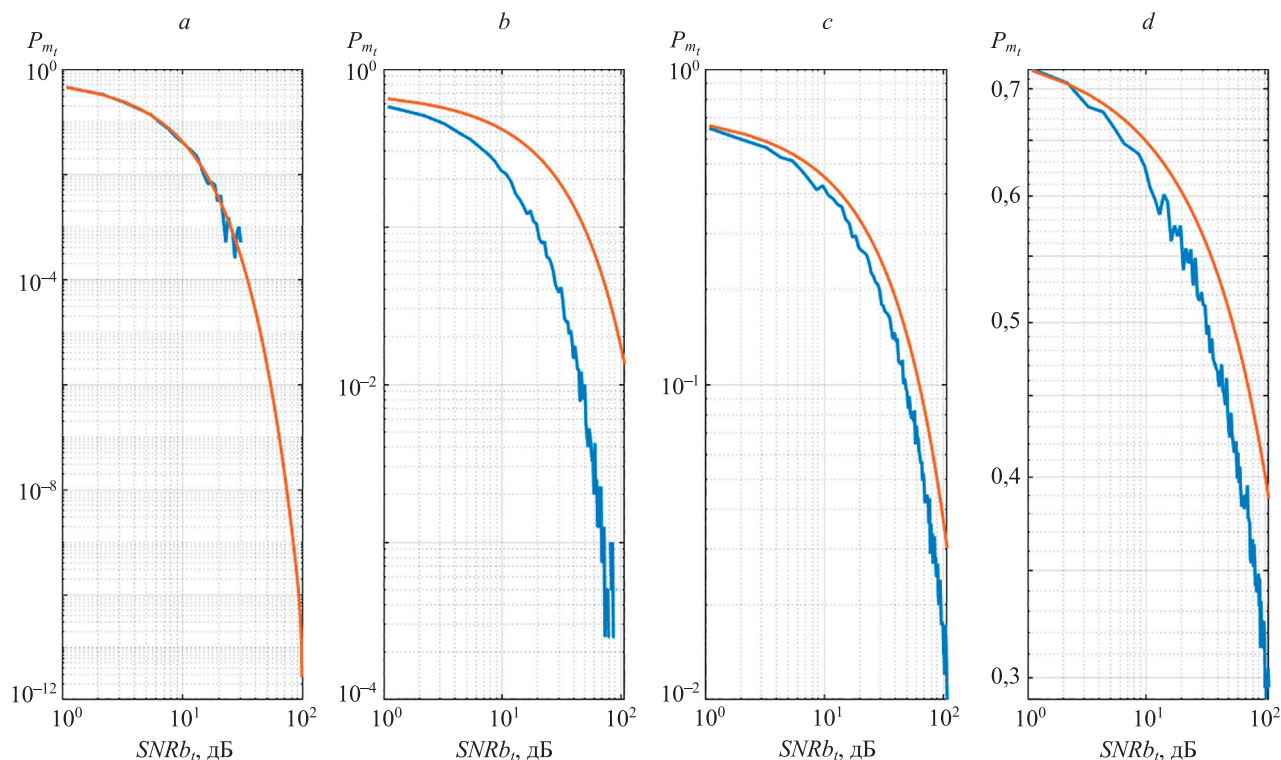 a
P_{m_t}
10^0
10^{-4}
10^{-8}
10^{-12}
10^0 10^1 10^2
SNRb_t, дБ
b
P_{m_t}
10^0
10^{-2}
10^{-4}
10^0 10^1 10^2
SNRb_t, дБ
c
P_{m_t}
10^0
10^{-1}
10^{-2}
10^0 10^1 10^2
SNRb_t, дБ
d
P_{m_t}
0,7
0,6
0,5
0,4
0,3
10^0 10^1 10^2
SNRb_t, дБ